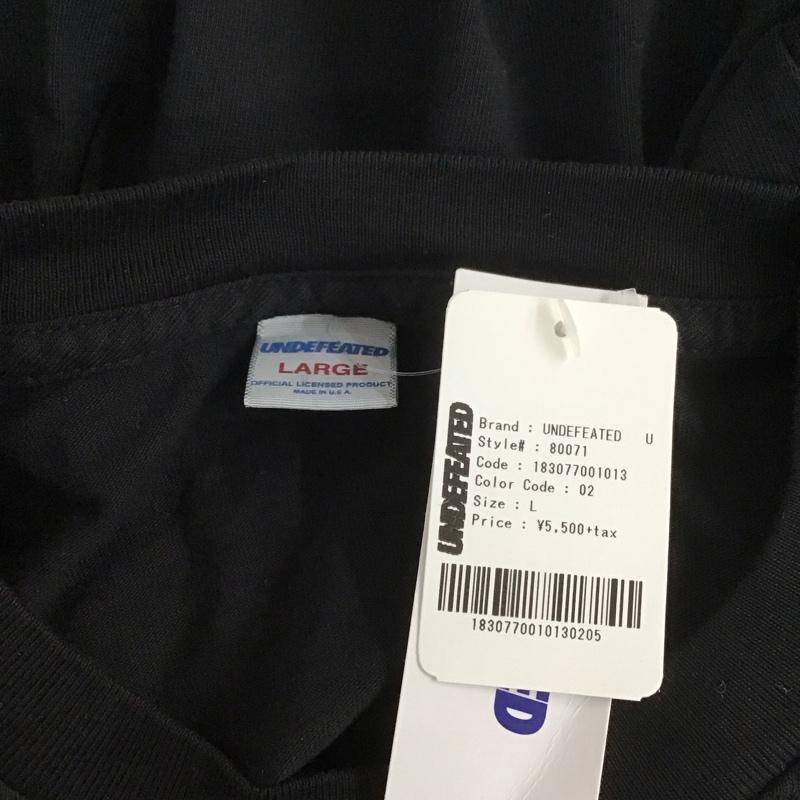 UNDEFEATED
LARGE
OFFICIAL LICENSED PRODUCT
MADE IN U.S.A.
UNDEFEATED
Brand : UNDEFEATED U
Style# : 80071
Code : 183077001013
Color Code : 02
Size : L
Price : ¥5,500+tax
1830770010130205
D